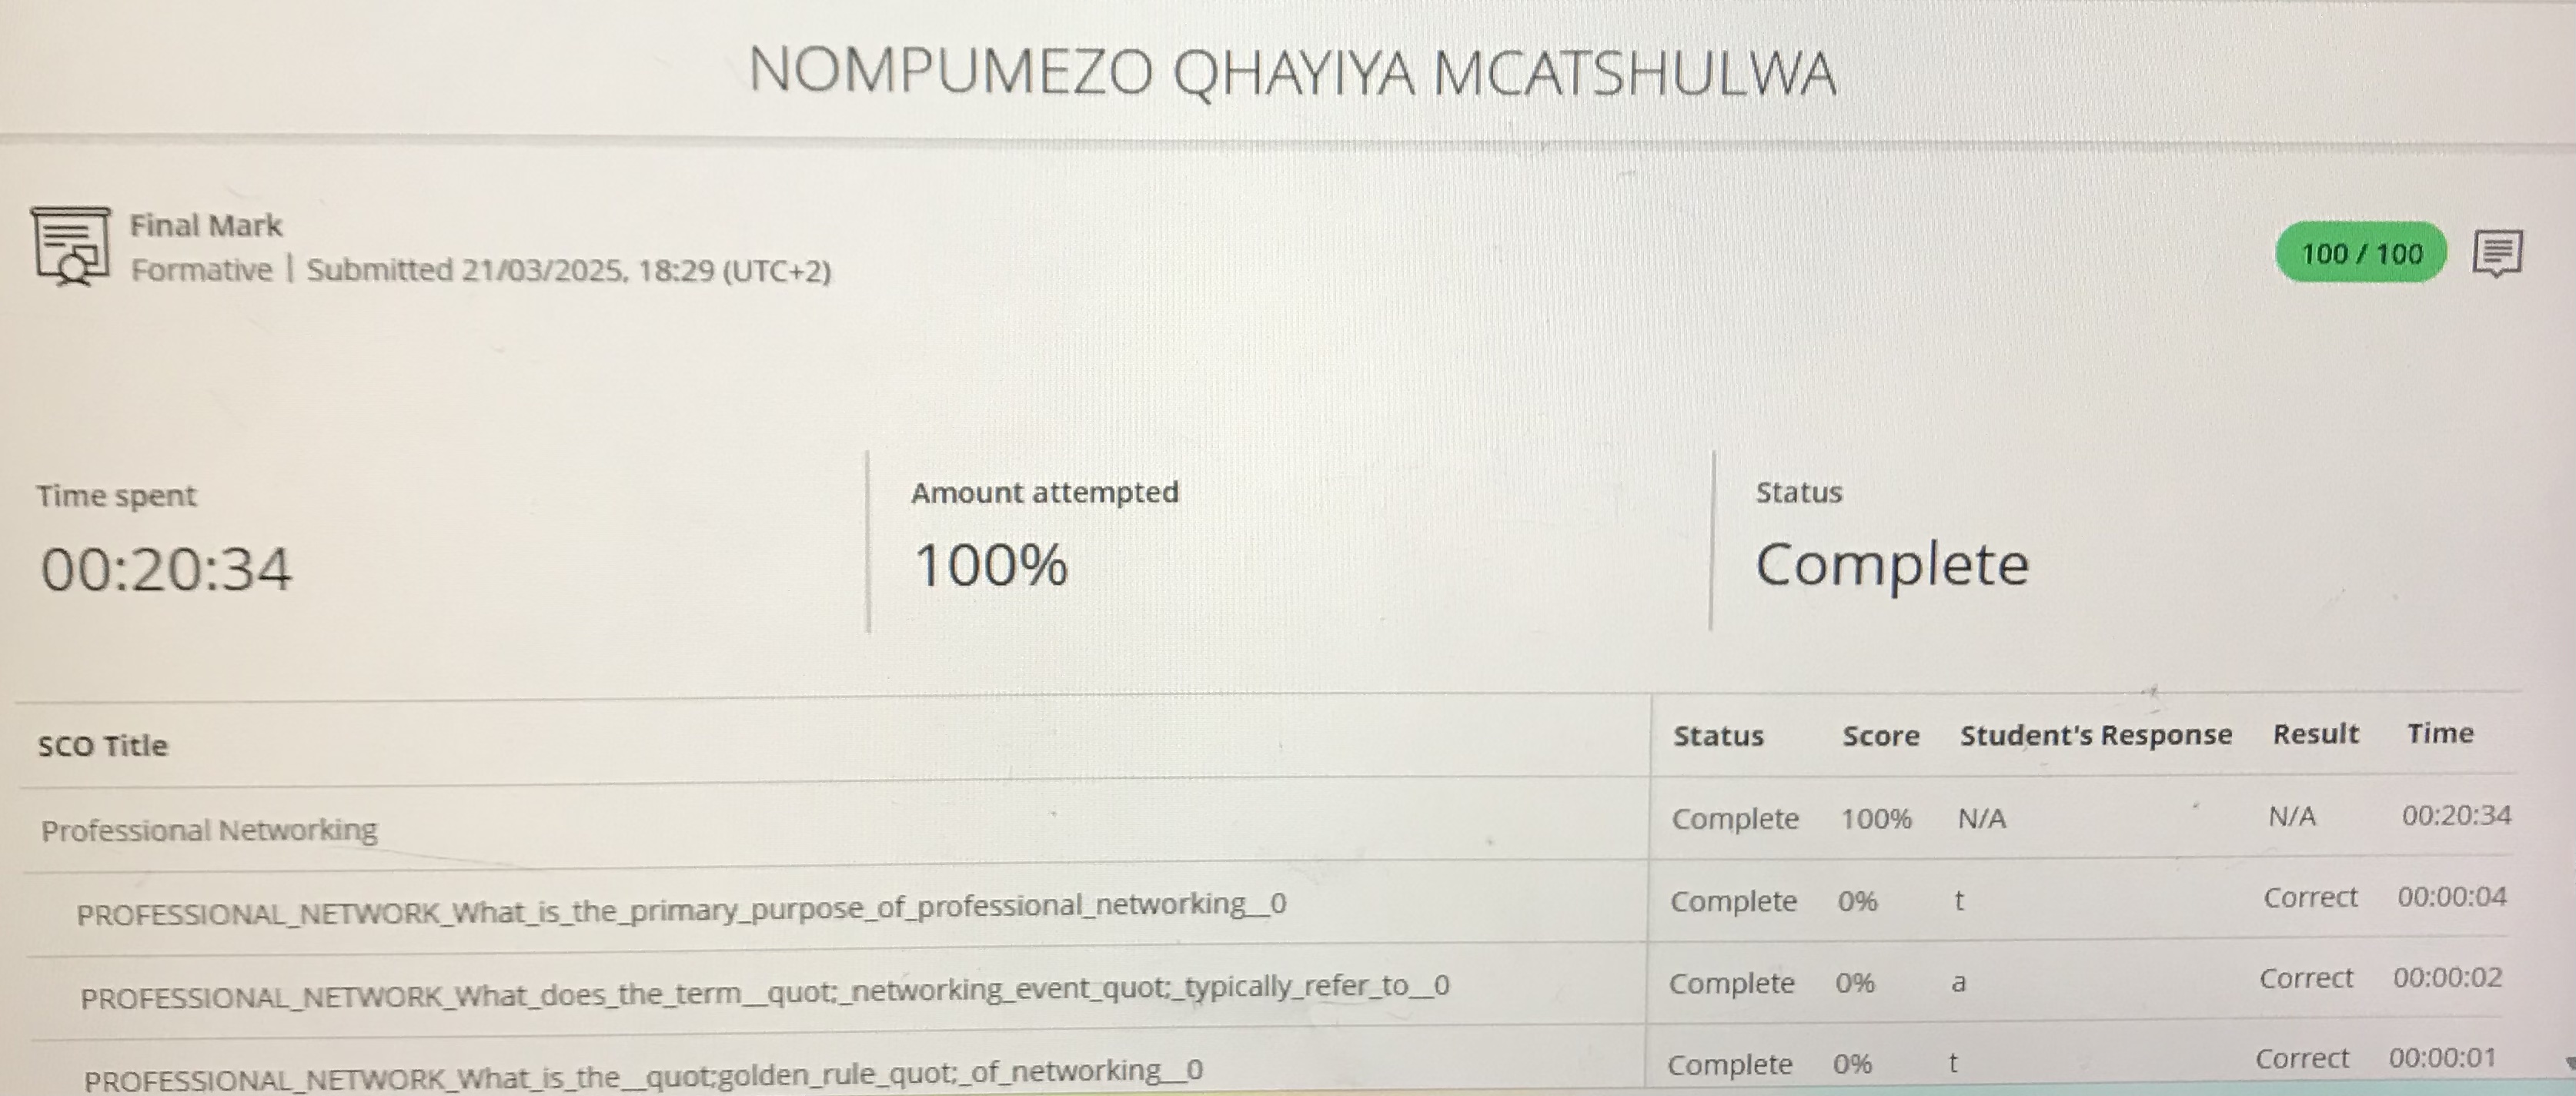 NOMPUMEZO QHAYIYA MCATSHULWA
Final Mark
Formative | Submitted 21/03/2025, 18:29 (UTC+2)
100 / 100
Time spent
00:20:34
Amount attempted
100%
Status
Complete
SCO Title Status Score Student's Response Result Time
Professional Networking Complete 100% N/A N/A 00:20:34
PROFESSIONAL_NETWORK_What_is_the_primary_purpose_of_professional_networking__0 Complete 0% t Correct 00:00:04
PROFESSIONAL_NETWORK_What_does_the_term__quot;_networking_event_quot;_typically_refer_to__0 Complete 0% a Correct 00:00:02
PROFESSIONAL_NETWORK_What_is_the__quot;golden_rule_quot;_of_networking__0 Complete 0% t Correct 00:00:01